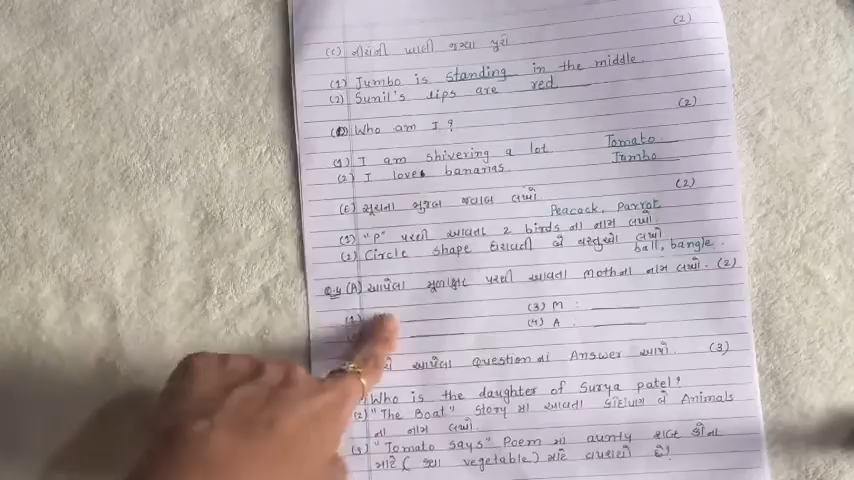 (2)
(C) નીચેની ખાલી જગ્યા પુરો
(1) Jumbo is standing in the middle.
(2) Sunil's lips are red
(2)
(D) Who am I?
(1) I am shivering a lot Tomato
(2) I love bananas. Jumbo
(E) સૂચના મુજબ જવાબ લખો (2)
Peacock, Parrot
(1) "P" પરથી આવતા 2 birds ના નામ લખો.
(2) Circle shape ધરાવતી બે વસ્તુઓ લખો
ball, bangle.
Q-4 (A) આપેલા મૂળાક્ષર પરથી આવતા Month ના નામ લખો. (2)
(1) (3) M :
(4) A :
આપેલા Question ના Answer આપો. (3)
Who is the daughter of Surya patel?
(2) "The Boat" Story માં આવતા કોઈપણ બે Animals
ના નામ લખો.
(3) "Tomato Says" Poem માં aunty શબ્દ કોના
માટે ( કયા vegetable) માટે વપરાયો છે?